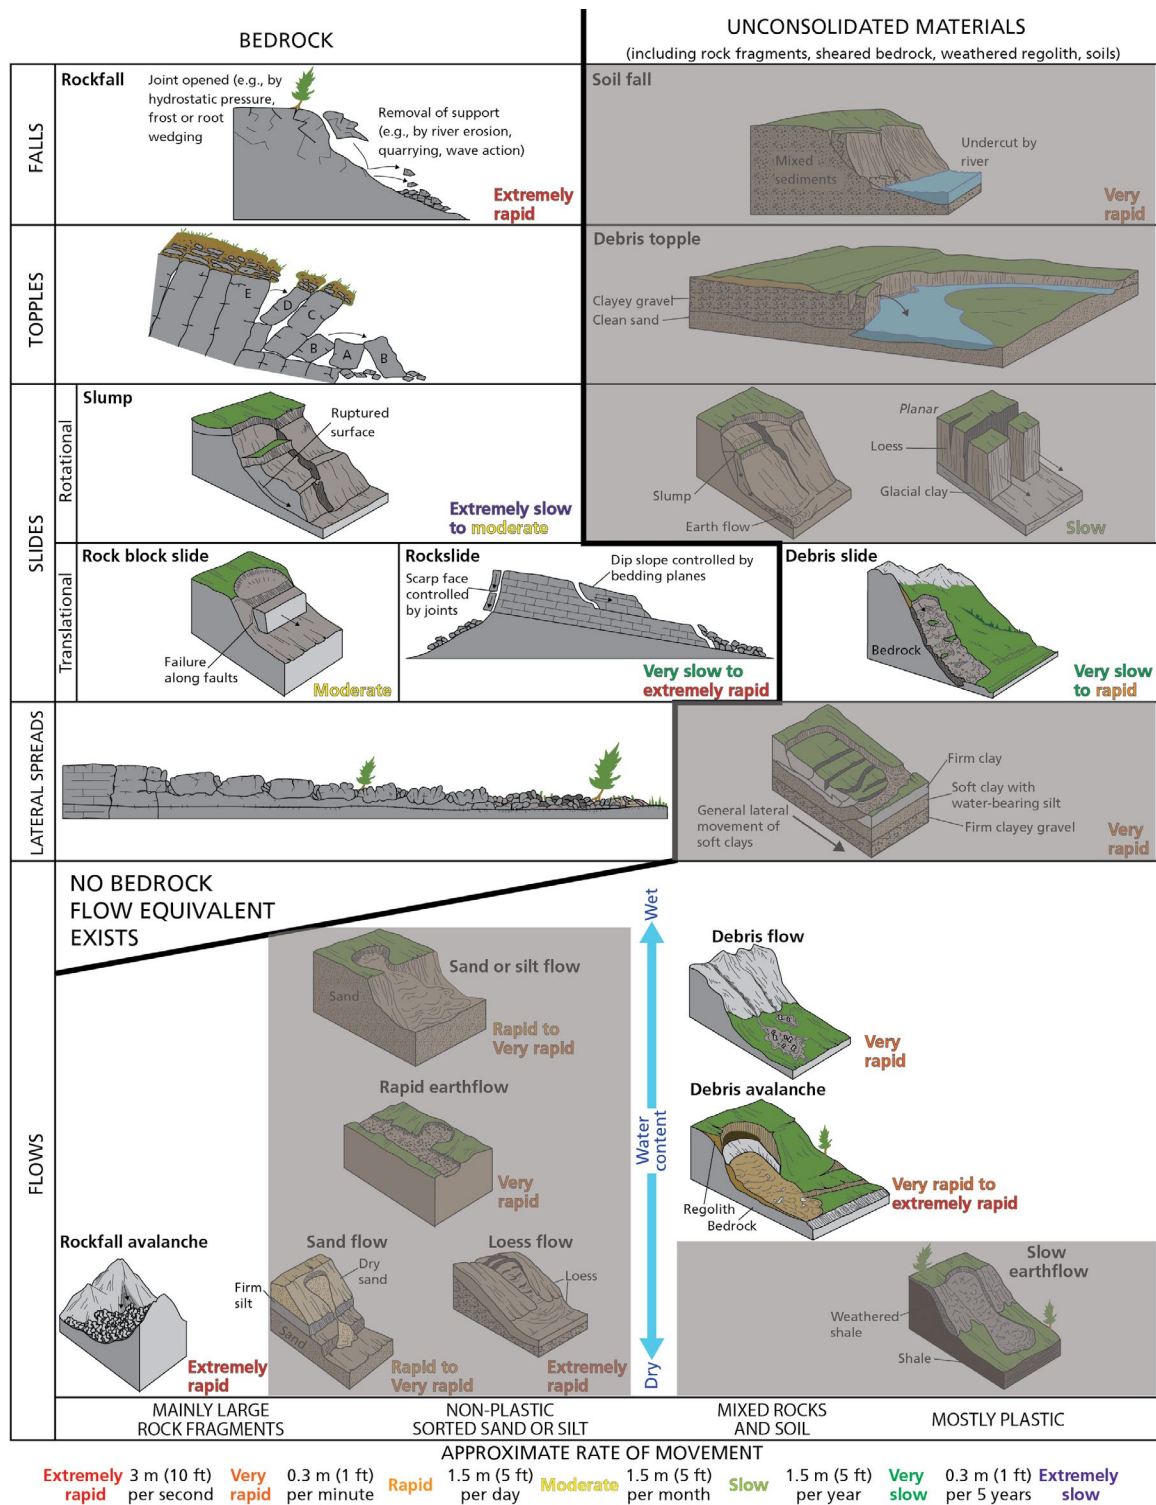 BEDROCK
UNCONSOLIDATED MATERIALS
(including rock fragments, sheared bedrock, weathered regolith, soils)
FALLS
Rockfall
Joint opened (e.g., by
hydrostatic pressure,
frost or root
wedging
Removal of support
(e.g., by river erosion,
quarrying, wave action)
Extremely
rapid
Soil fall
Mixed
sediments
Undercut by
river
Very
rapid
TOPPLES
E
D
C
B
A
B
Debris topple
Clayey gravel
Clean sand
SLIDES
Rotational
Slump
Ruptured
surface
Extremely slow
to moderate
Slump
Earth flow
Planar
Loess
Glacial clay
Slow
Translational
Rock block slide
Failure
along faults
Moderate
Rockslide
Scarp face
controlled
by joints
Dip slope controlled by
bedding planes
Very slow to
extremely rapid
Debris slide
Bedrock
Very slow
to rapid
LATERAL SPREADS
Firm clay
Soft clay with
water-bearing silt
Firm clayey gravel
General lateral
movement of
soft clays
Very
rapid
FLOWS
NO BEDROCK
FLOW EQUIVALENT
EXISTS
Sand or silt flow
Sand
Rapid to
Very rapid
Rapid earthflow
Very
rapid
Rockfall avalanche
Extremely
rapid
Sand flow
Dry
sand
Firm
silt
Sand
Rapid to
Very rapid
Loess flow
Loess
Extremely
rapid
Wet
Water
content
Dry
Debris flow
Very
rapid
Debris avalanche
Regolith
Bedrock
Very rapid to
extremely rapid
Slow
earthflow
Weathered
shale
Shale
MAINLY LARGE
ROCK FRAGMENTS
NON-PLASTIC
SORTED SAND OR SILT
MIXED ROCKS
AND SOIL
MOSTLY PLASTIC
APPROXIMATE RATE OF MOVEMENT
Extremely
rapid
3 m (10 ft)
per second
Very
rapid
0.3 m (1 ft)
per minute
Rapid
1.5 m (5 ft)
per day
Moderate
1.5 m (5 ft)
per month
Slow
1.5 m (5 ft)
per year
Very
slow
0.3 m (1 ft)
per 5 years
Extremely
slow